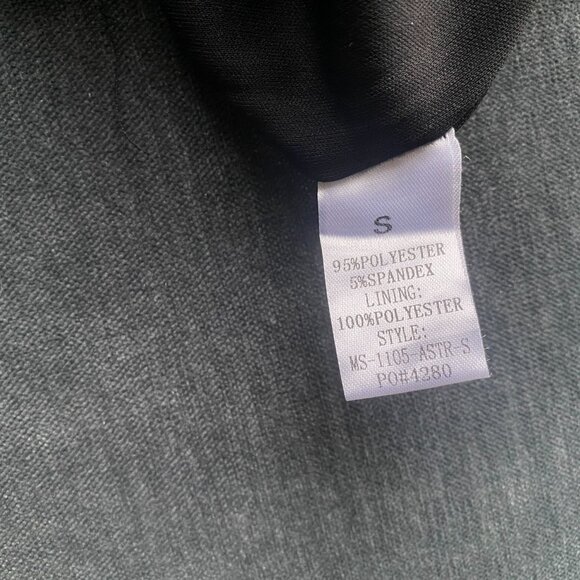 S
95%POLYESTER
5%SPANDEX
LINING:
100%POLYESTER
STYLE:
MS-1105-ASTR-S
PO#4280